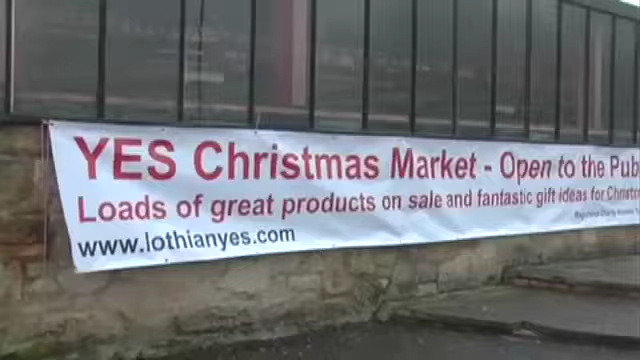 YES Christmas Market - Open to the Pub
Loads of great products on sale and fantastic gift ideas for Christm
www.lothianyes.com